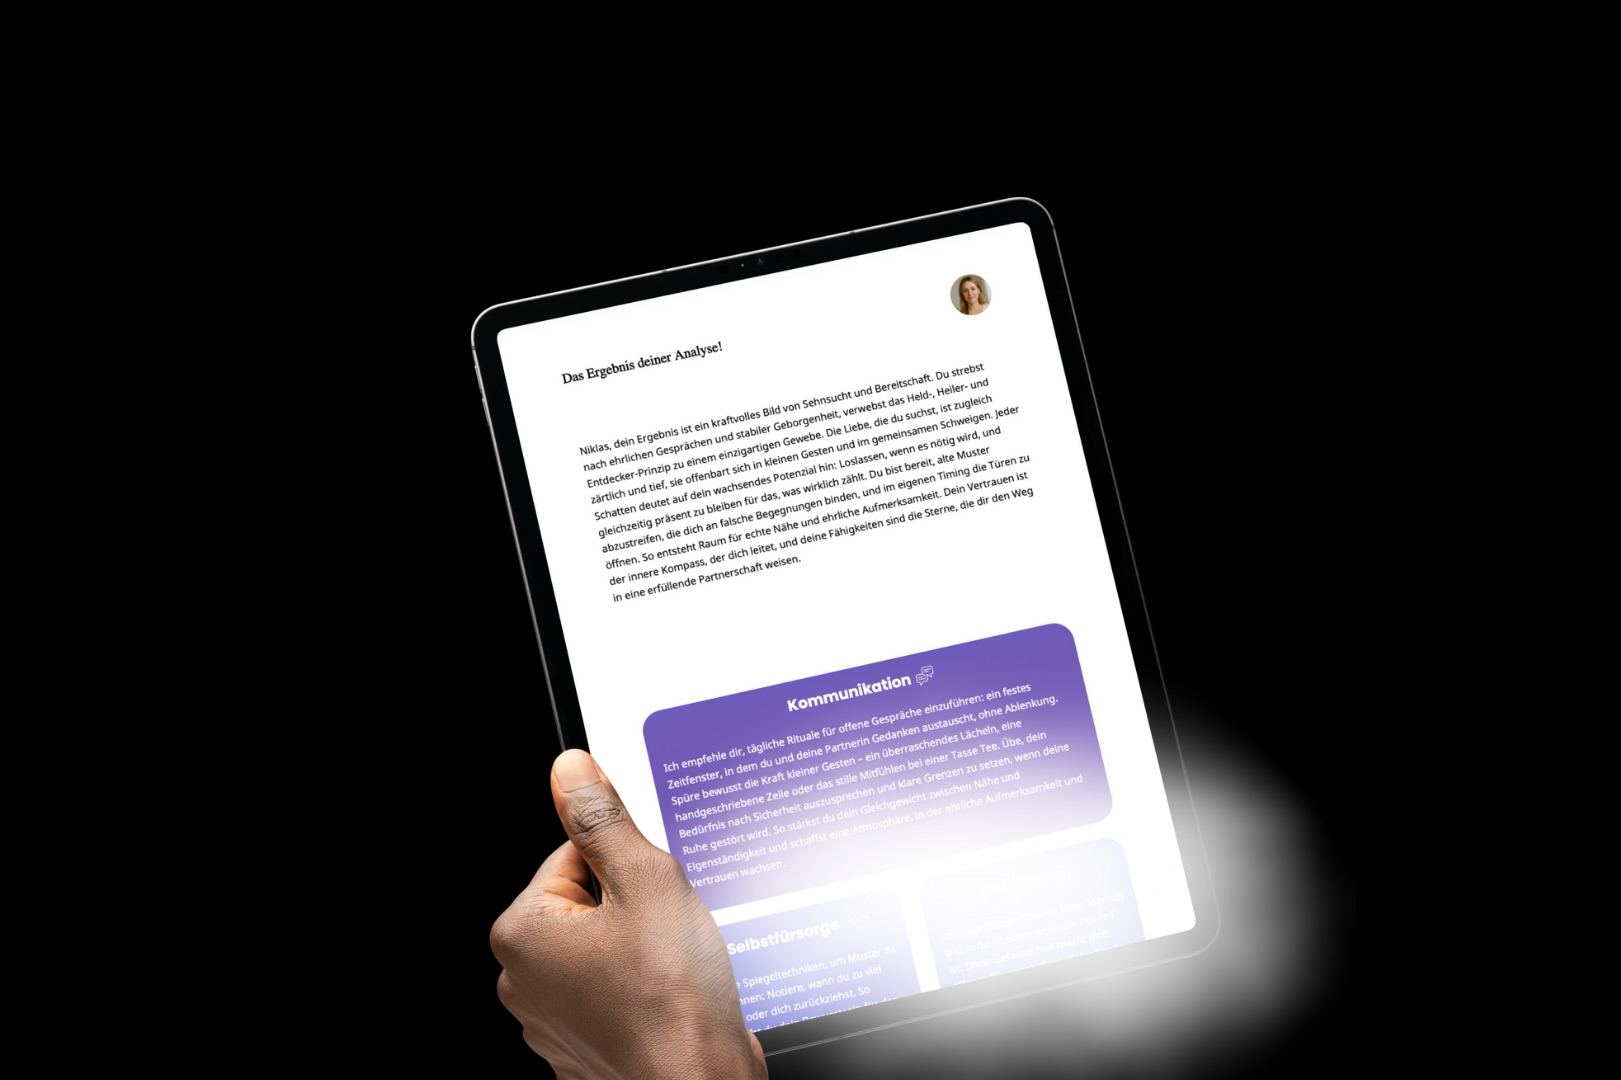 Das Ergebnis deiner Analyse!
Niklas, dein Ergebnis ist ein kraftvolles Bild von Sehnsucht und Bereitschaft. Du strebst
nach ehrlichen Gesprächen und stabiler Geborgenheit, verwebst das Held-, Heiler- und
Entdecker-Prinzip zu einem einzigartigen Gewebe. Die Liebe, die du suchst, ist zugleich
zärtlich und tief, sie offenbart sich in kleinen Gesten und im gemeinsamen Schweigen. Jeder
Schatten deutet auf dein wachsendes Potenzial hin: Loslassen, wenn es nötig wird, und
gleichzeitig präsent zu bleiben für das, was wirklich zählt. Du bist bereit, alte Muster
abzustreifen, die dich an falsche Begegnungen binden, und im eigenen Timing die Türen zu
öffnen. So entsteht Raum für echte Nähe und ehrliche Aufmerksamkeit. Dein Vertrauen ist
der innere Kompass, der dich leitet, und deine Fähigkeiten sind die Sterne, die dir den Weg
in eine erfüllende Partnerschaft weisen.
Kommunikation
Ich empfehle dir, tägliche Rituale für offene Gespräche einzuführen: ein festes
Zeitfenster, in dem du und deine Partnerin Gedanken austauscht, ohne Ablenkung.
Spüre bewusst die Kraft kleiner Gesten – ein überraschendes Lächeln, eine
handgeschriebene Zeile oder das stille Mitfühlen bei einer Tasse Tee. Übe, dein
Bedürfnis nach Sicherheit auszusprechen und klare Grenzen zu setzen, wenn deine
Ruhe gestört wird. So stärkst du dein Gleichgewicht zwischen Nähe und
Eigenständigkeit und schaffst eine Atmosphäre, in der ehrliche Aufmerksamkeit und
Vertrauen wachsen.
Selbstfürsorge
Spiegeltechniken, um Muster zu
Notiere, wann du zu viel
oder dich zurückziehst. So